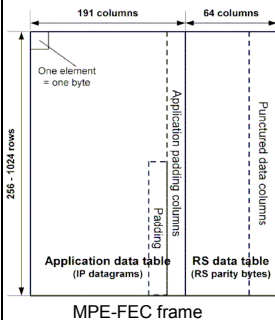 191 columns
64 columns
One element
= one byte
256 - 1024 rows
Application padding columns
Punctured data columns
Padding
Application data table
(IP datagrams)
RS data table
(RS parity bytes)
MPE-FEC frame